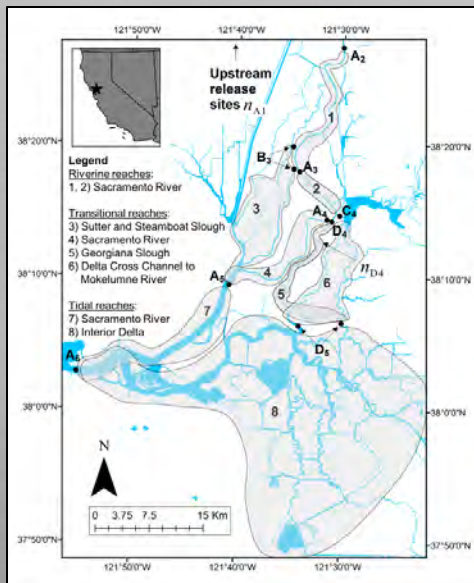 121°50'0"W 121°40'0"W 121°30'0"W
A2
Upstream
release
sites nA1
1
38°20'0"N 38°20'0"N
B3
A3
Legend
Riverine reaches:
1, 2) Sacramento River
2
Transitional reaches:
3) Sutter and Steamboat Slough
4) Sacramento River
5) Georgiana Slough
6) Delta Cross Channel to
Mokelumne River
3
A4 C4
D4
nD4
38°10'0"N 38°10'0"N
A5
4
5
6
Tidal reaches:
7) Sacramento River
8) Interior Delta
7
D5
A6
8
38°0'0"N 38°0'0"N
N
0 3.75 7.5 15 Km
37°50'0"N 37°50'0"N
121°50'0"W 121°40'0"W 121°30'0"W